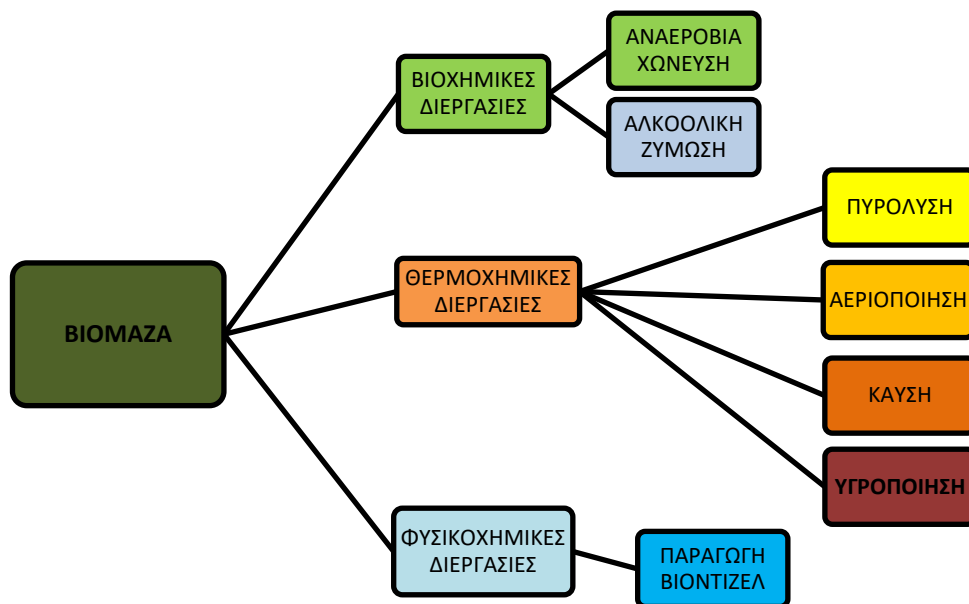 ΑΝΑΕΡΟΒΙΑ
ΧΩΝΕΥΣΗ
ΒΙΟΧΗΜΙΚΕΣ
ΔΙΕΡΓΑΣΙΕΣ
ΑΛΚΟΟΛΙΚΗ
ΖΥΜΩΣΗ
ΠΥΡΟΛΥΣΗ
ΘΕΡΜΟΧΗΜΙΚΕΣ
ΔΙΕΡΓΑΣΙΕΣ
ΑΕΡΙΟΠΟΙΗΣΗ
ΒΙΟΜΑΖΑ
ΚΑΥΣΗ
ΥΓΡΟΠΟΙΗΣΗ
ΦΥΣΙΚΟΧΗΜΙΚΕΣ
ΔΙΕΡΓΑΣΙΕΣ
ΠΑΡΑΓΩΓΗ
ΒΙΟΝΤΙΖΕΛ